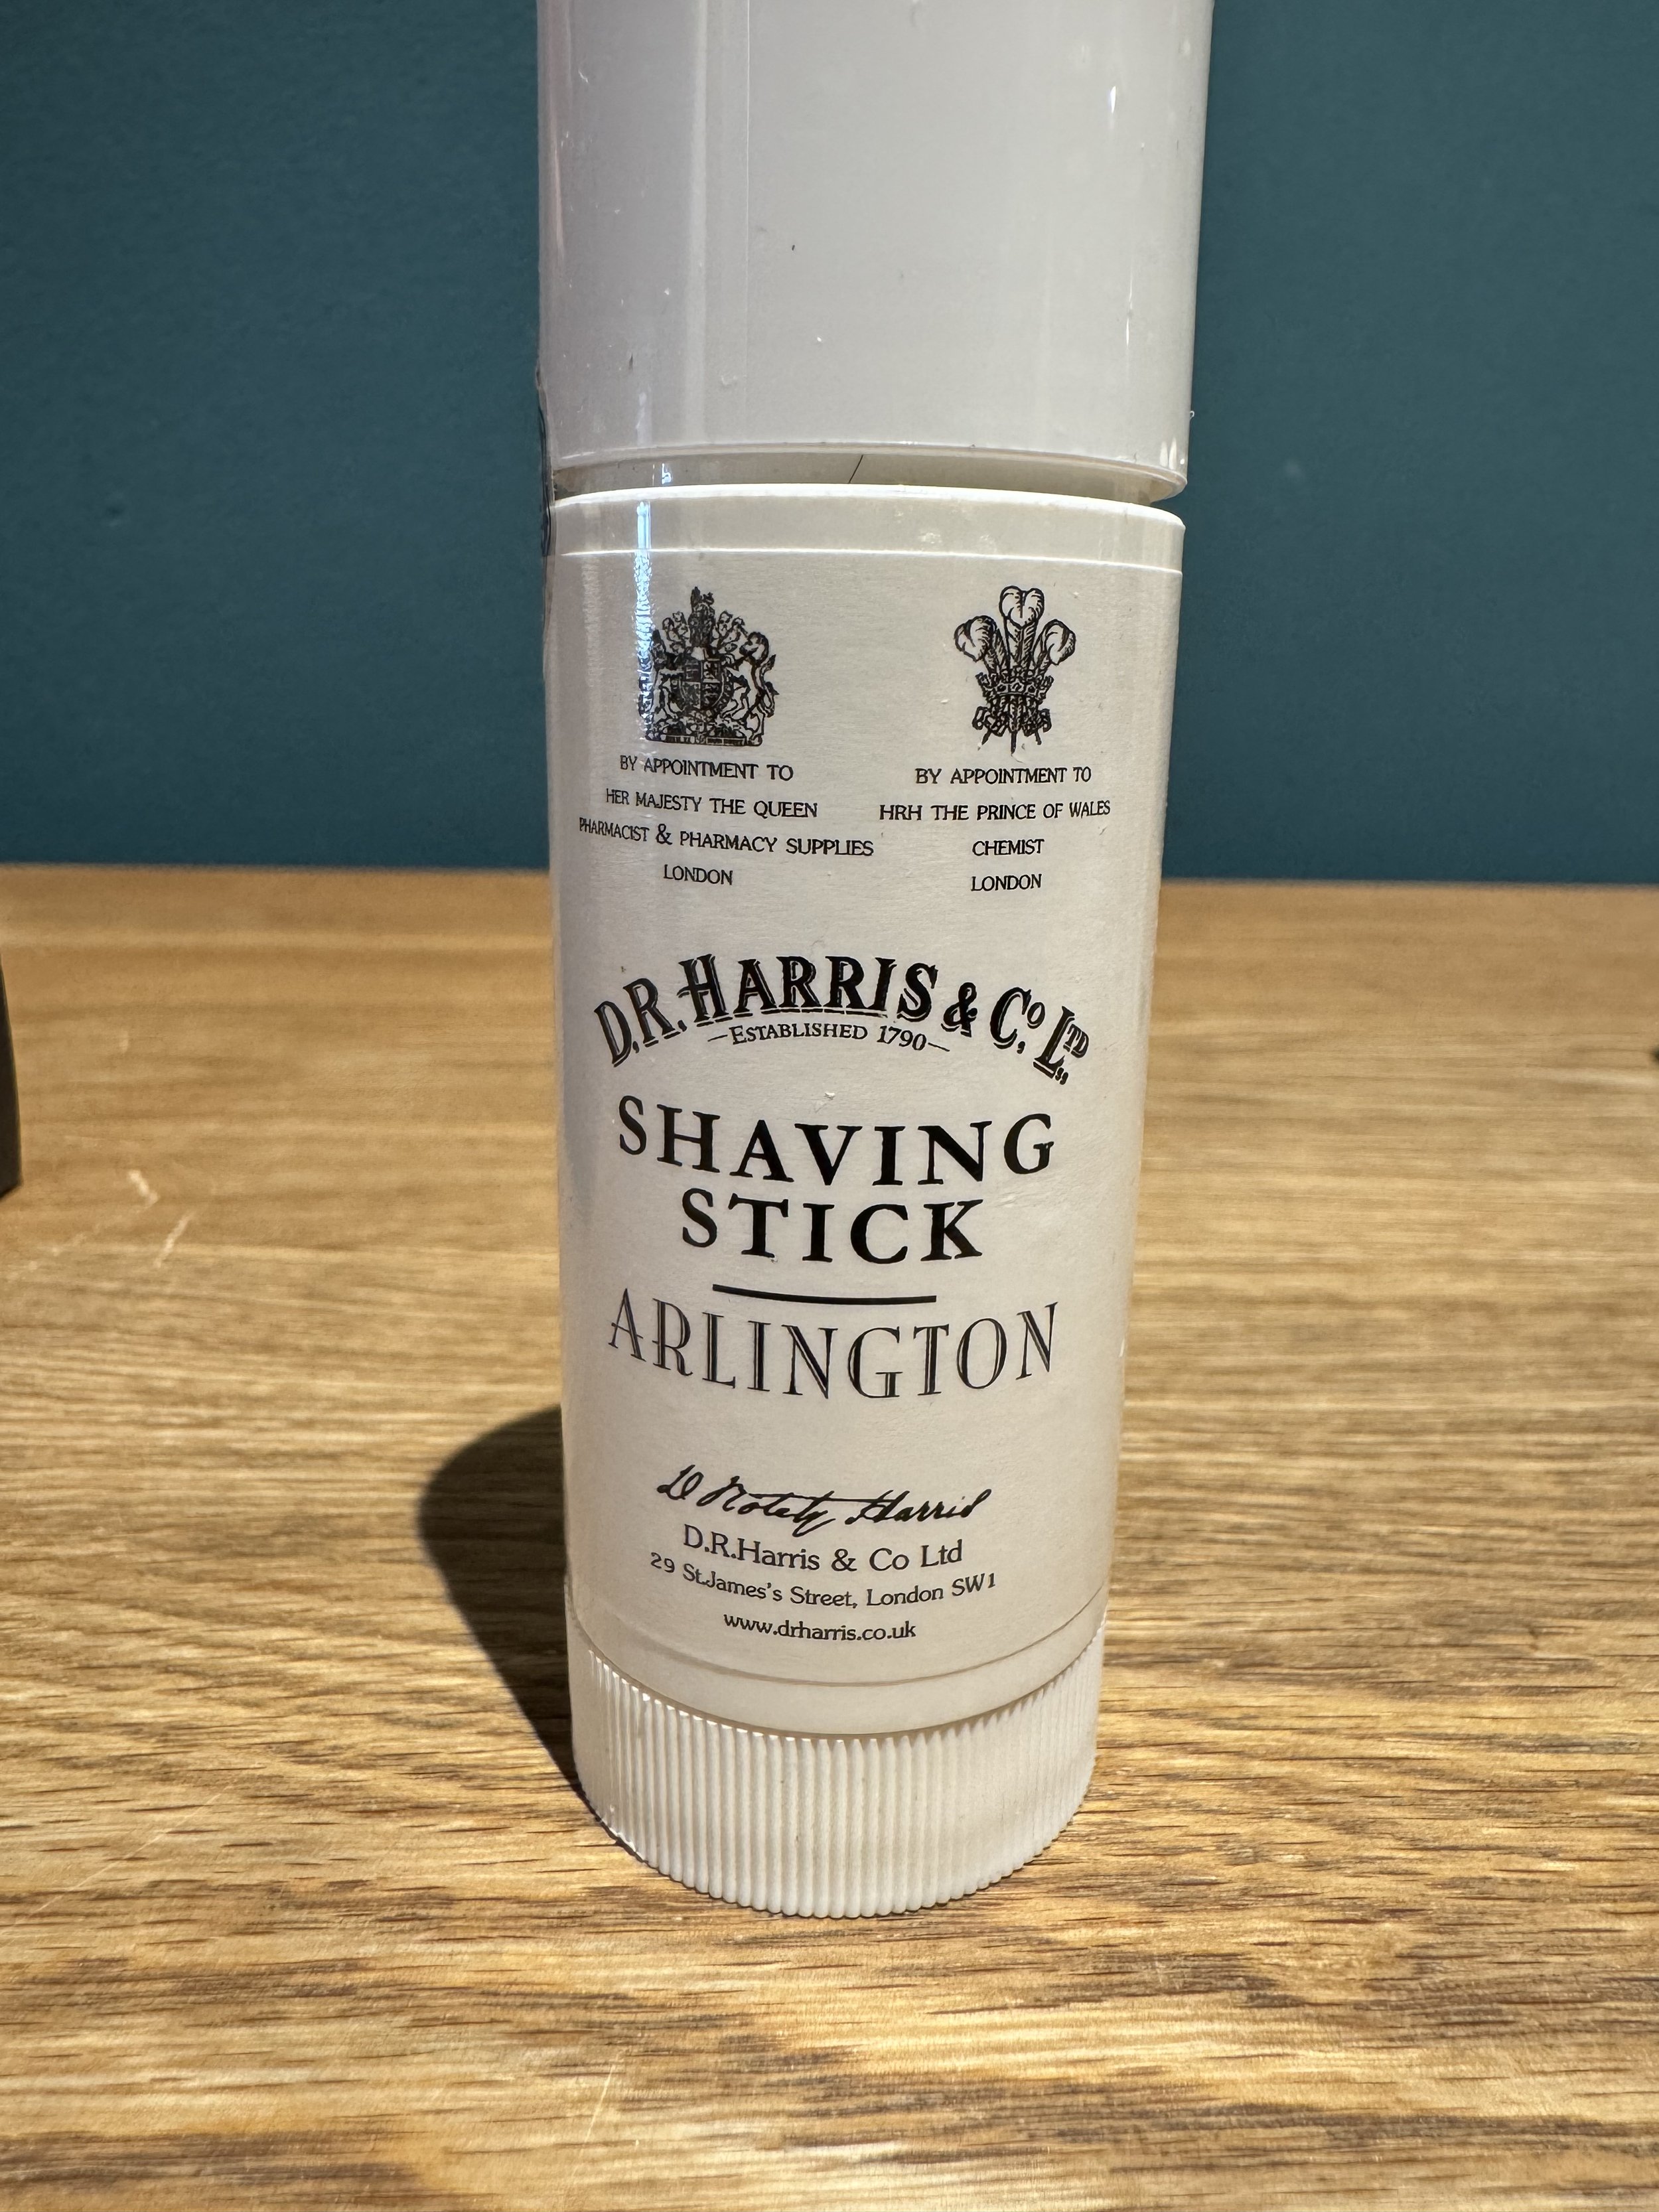 BY APPOINTMENT TO
HER MAJESTY THE QUEEN
PHARMACIST & PHARMACY SUPPLIES
LONDON
BY APPOINTMENT TO
HRH THE PRINCE OF WALES
CHEMIST
LONDON
D.R. HARRIS & Co. LTD.
ESTABLISHED 1790
SHAVING
STICK
ARLINGTON
Harris
D.R.Harris & Co Ltd
29 St.James's Street, London SW1
www.drharris.co.uk